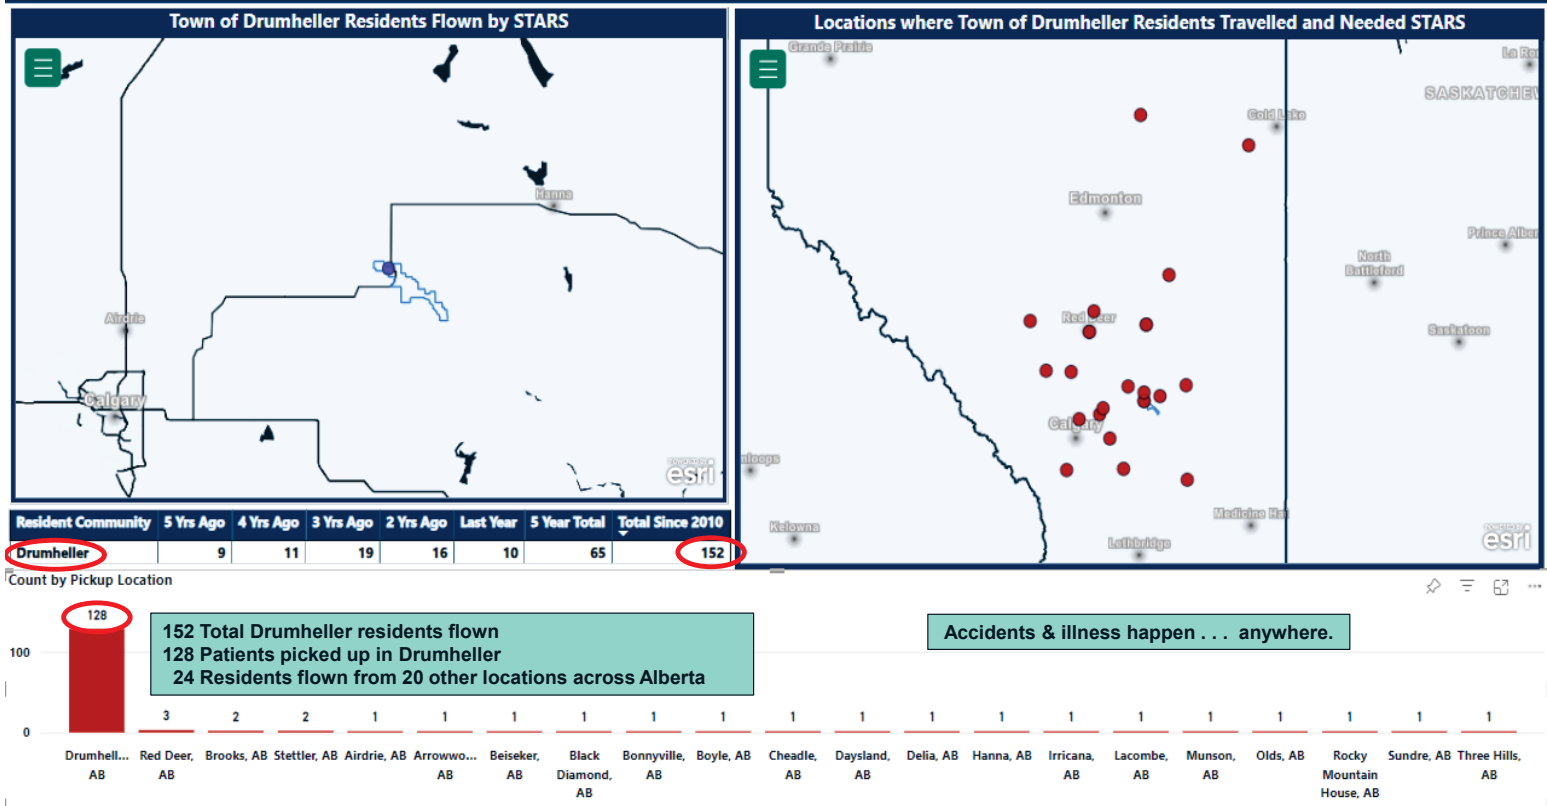 Town of Drumheller Residents Flown by STARS
Hanna
Airdrie
Calgary
POWERED BY
esri
Locations where Town of Drumheller Residents Travelled and Needed STARS
Grande Prairie
La Ro
SASKATCHEW
Cold Lake
Edmonton
Prince Alber
North
Battleford
Red Deer
Saskatoon
Calgary
mloops
Medicine Hat
Kelowna
Lethbridge
POWERED BY
esri
Resident Community 5 Yrs Ago 4 Yrs Ago 3 Yrs Ago 2 Yrs Ago Last Year 5 Year Total Total Since 2010
Drumheller 9 11 19 16 10 65 152
Count by Pickup Location
128
152 Total Drumheller residents flown
128 Patients picked up in Drumheller
24 Residents flown from 20 other locations across Alberta
Accidents & illness happen . . . anywhere.
100
0
3 2 2 1 1 1 1 1 1 1 1 1 1 1 1 1 1 1 1 1
Drumhell... AB
Red Deer, AB
Brooks, AB
Stettler, AB
Airdrie, AB
Arrowwo... AB
Beiseker, AB
Black Diamond, AB
Bonnyville, AB
Boyle, AB
Cheadle, AB
Daysland, AB
Delia, AB
Hanna, AB
Irricana, AB
Lacombe, AB
Munson, AB
Olds, AB
Rocky Mountain House, AB
Sundre, AB
Three Hills, AB